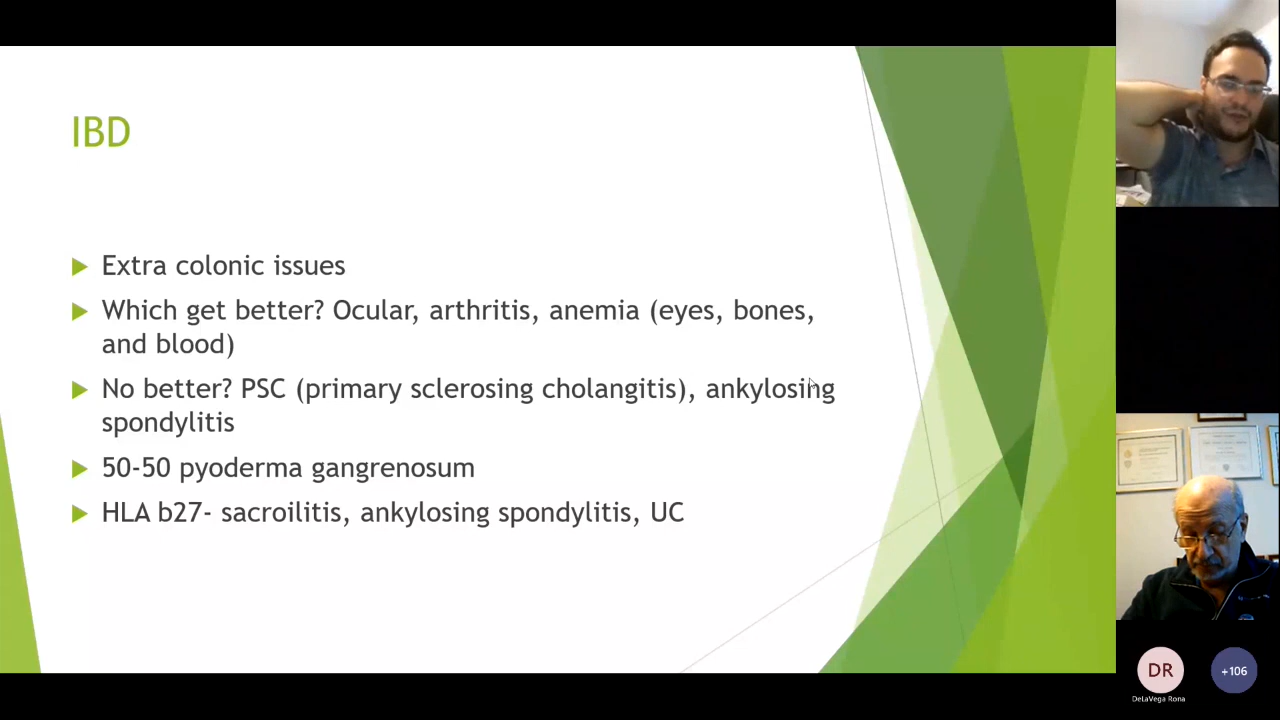 IBD
Extra colonic issues
Which get better? Ocular, arthritis, anemia (eyes, bones,
and blood)
No better? PSC (primary sclerosing cholangitis), ankylosing
spondylitis
50-50 pyoderma gangrenosum
HLA b27- sacroilitis, ankylosing spondylitis, UC
DR
+106
DeLaVega Rona